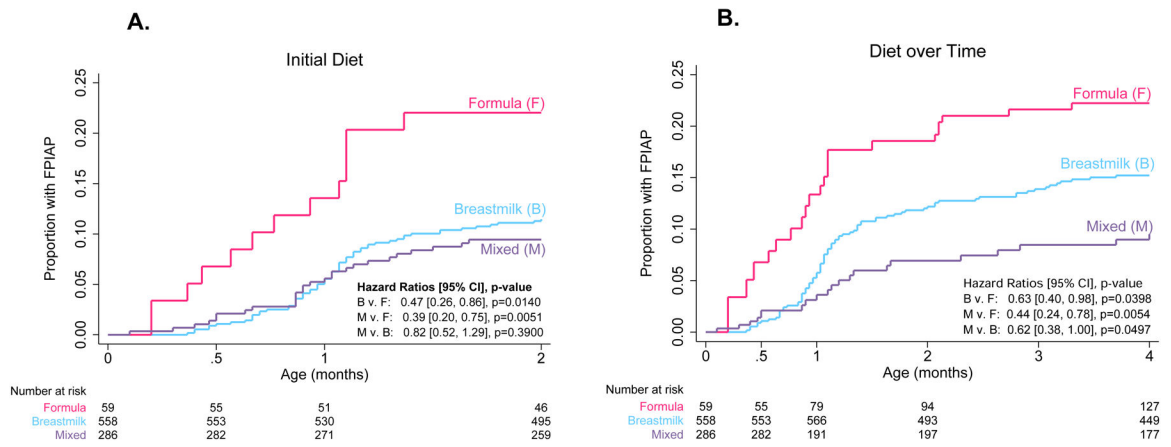 A.
Initial Diet
Proportion with FPIAP
0.00
0.05
0.10
0.15
0.20
0.25
Formula (F)
Breastmilk (B)
Mixed (M)
Hazard Ratios [95% CI], p-value
B v. F: 0.47 [0.26, 0.86], p=0.0140
M v. F: 0.39 [0.20, 0.75], p=0.0051
M v. B: 0.82 [0.52, 1.29], p=0.3900
0 .5 1 2
Age (months)
Number at risk
Formula 59 55 51 46
Breastmilk 558 553 530 495
Mixed 286 282 271 259
B.
Diet over Time
Proportion with FPIAP
0.00
0.05
0.10
0.15
0.20
0.25
Formula (F)
Breastmilk (B)
Mixed (M)
Hazard Ratios [95% CI], p-value
B v. F: 0.63 [0.40, 0.98], p=0.0398
M v. F: 0.44 [0.24, 0.78], p=0.0054
M v. B: 0.62 [0.38, 1.00], p=0.0497
0 .5 1 2 3 4
Age (months)
Number at risk
Formula 59 55 79 94 127
Breastmilk 558 553 566 493 449
Mixed 286 282 191 197 177